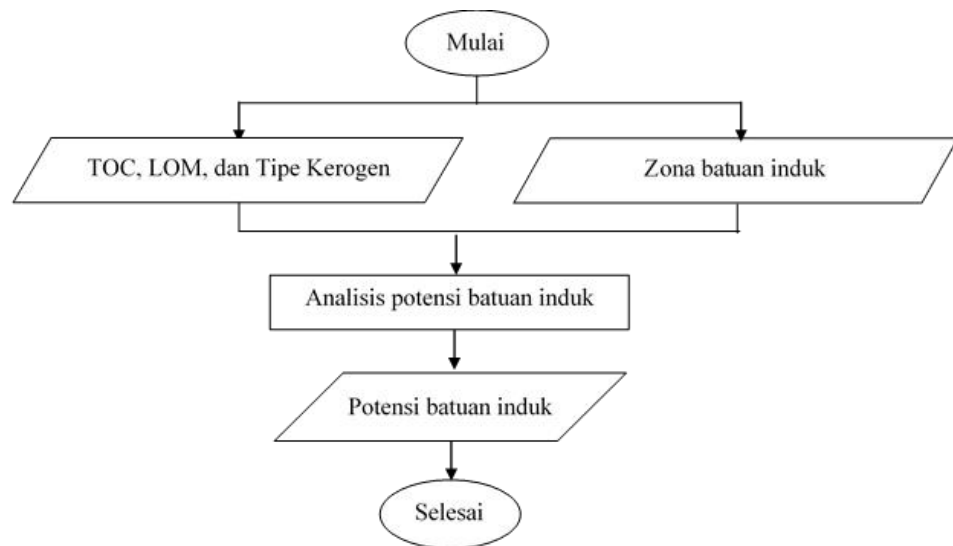 Mulai
TOC, LOM, dan Tipe Kerogen
Zona batuan induk
Analisis potensi batuan induk
Potensi batuan induk
Selesai